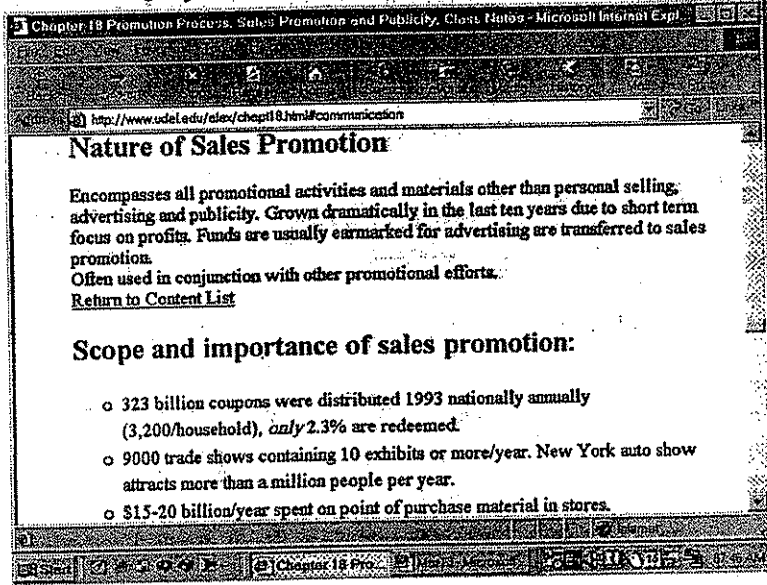 Chapter 18 Promotion Process, Sales Promotion and Publicity, Class Notes - Microsoft Internet Expl
http://www.udel.edu/alex/chapt18.html#communication
Nature of Sales Promotion
Encompasses all promotional activities and materials other than personal selling,
advertising and publicity. Grown dramatically in the last ten years due to short term
focus on profits. Funds are usually earmarked for advertising are transferred to sales
promotion.
Often used in conjunction with other promotional efforts.
Return to Content List
Scope and importance of sales promotion:
o 323 billion coupons were distributed 1993 nationally annually
(3,200/household), only 2.3% are redeemed.
o 9000 trade shows containing 10 exhibits or more/year. New York auto show
attracts more than a million people per year.
o $15-20 billion/year spent on point of purchase material in stores.
Start
Chapter 18 Pro...